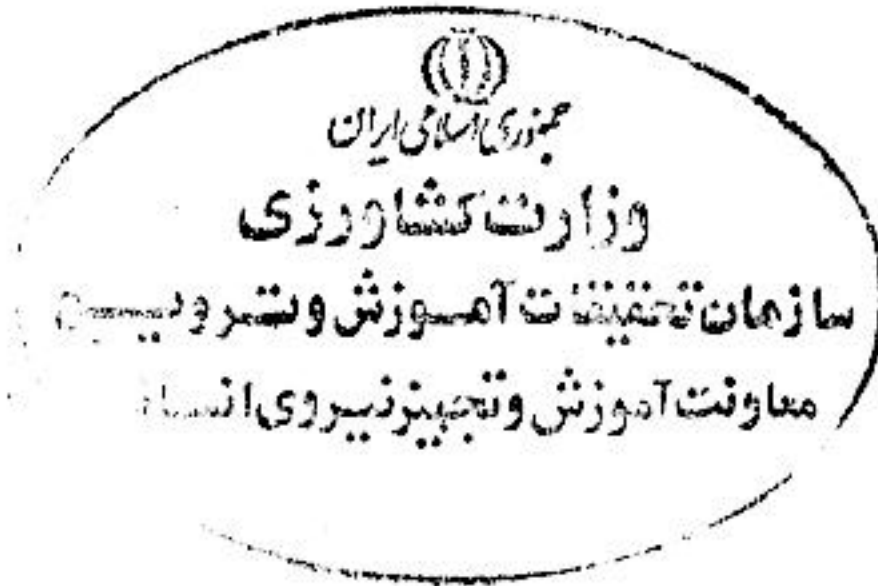 جمهوری اسلامی ایران
وزارت کشاورزی
سازمان تحقیقات آموزش و ترویج
معاونت آموزش و تجهیز نیروی انسانی